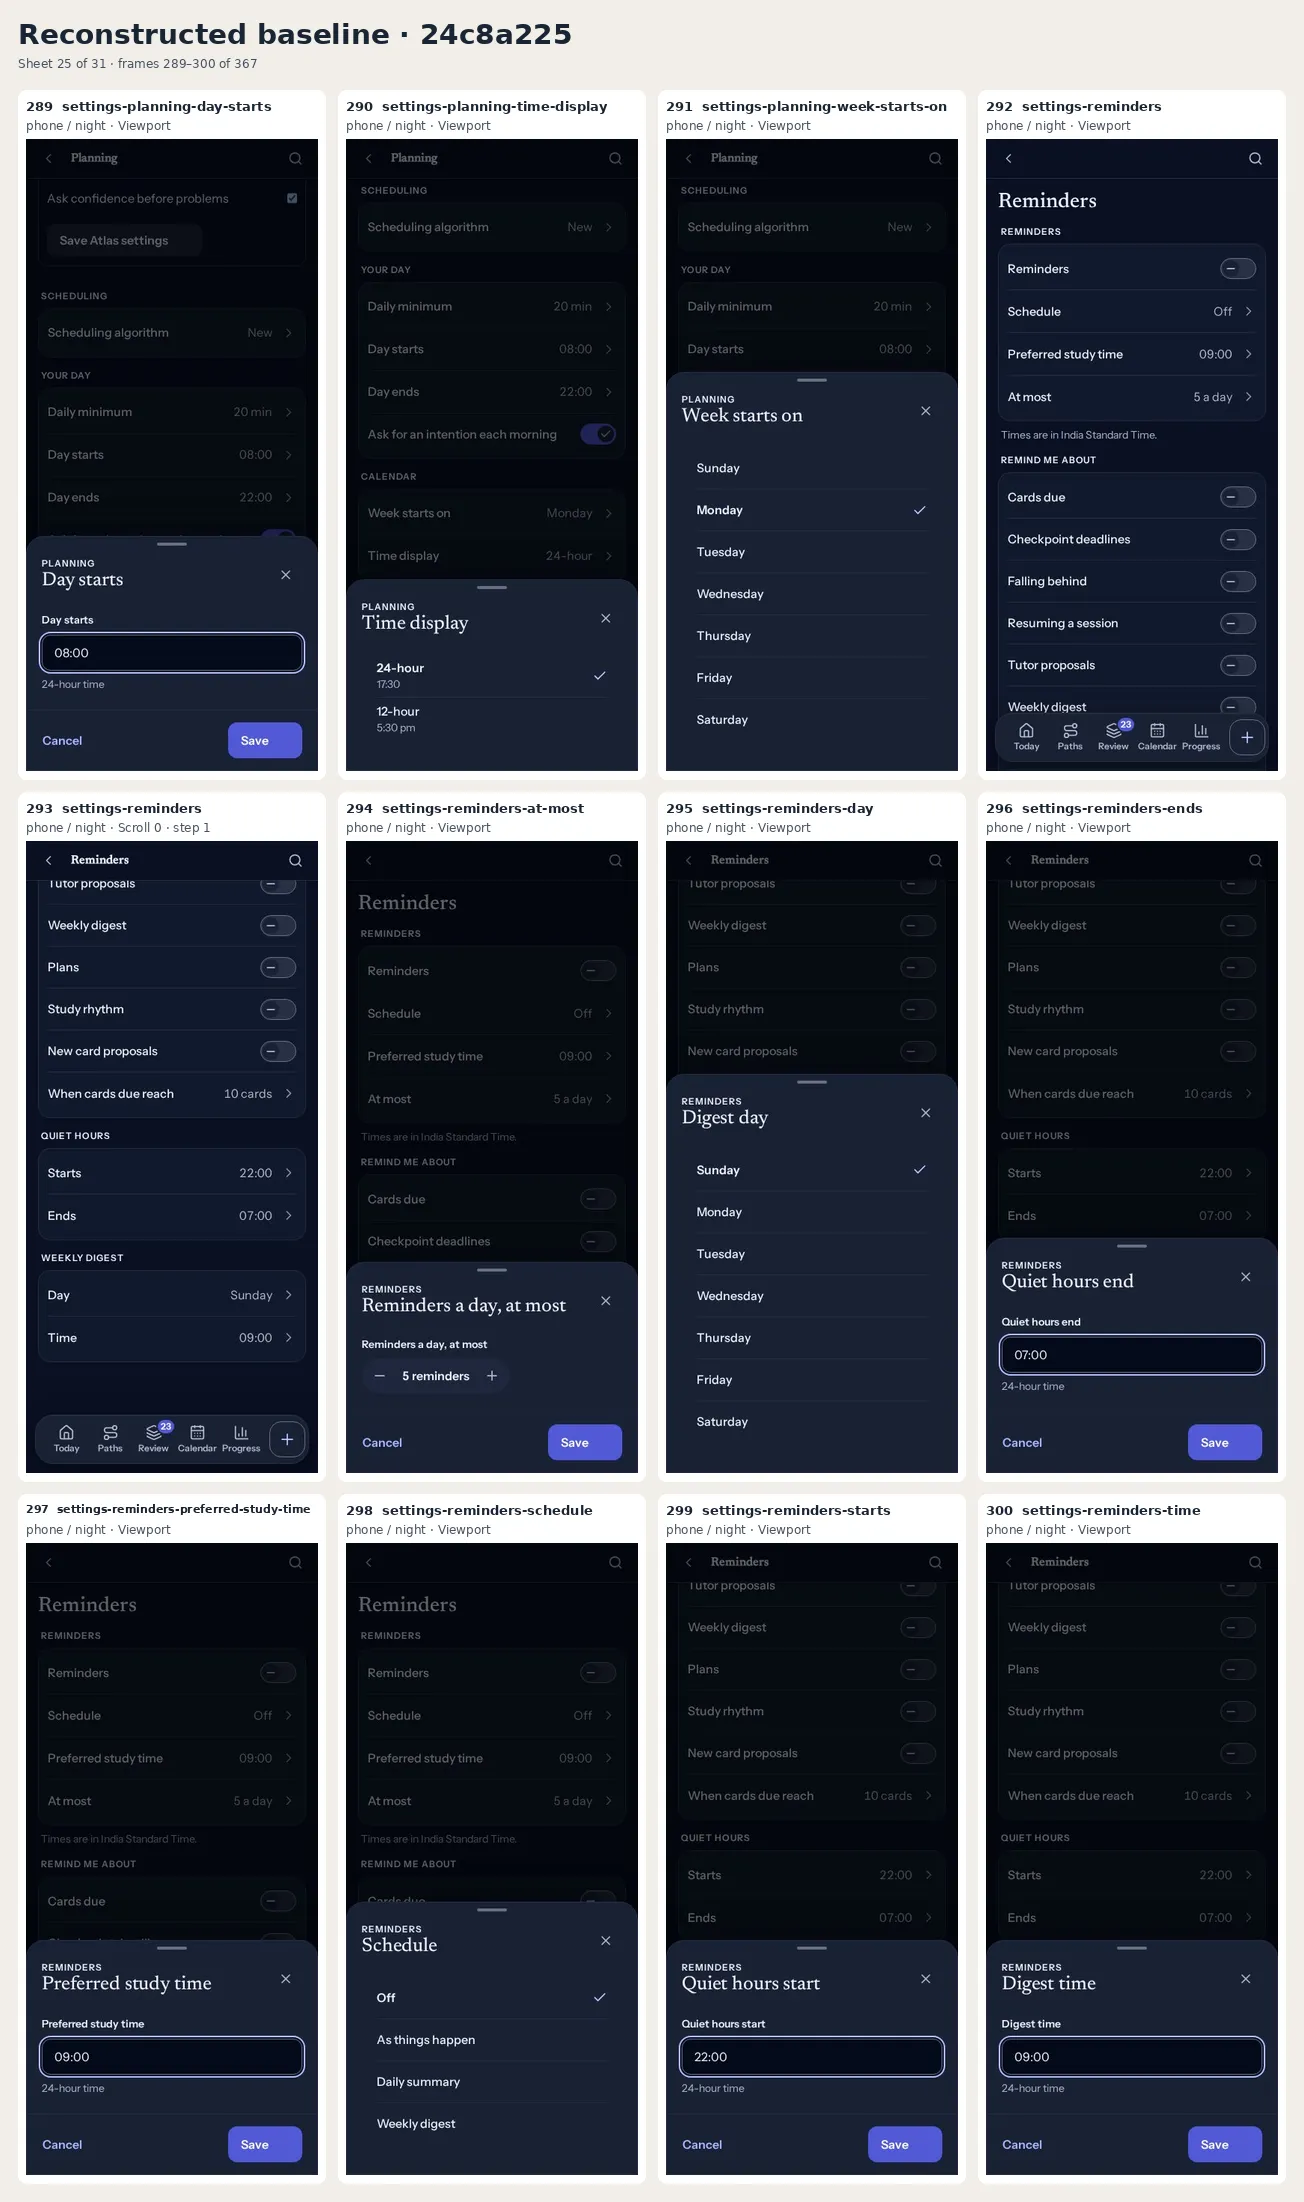 Reconstructed baseline · 24c8a225
Sheet 25 of 31 · frames 289–300 of 367
289 settings-planning-day-starts
phone / night · Viewport
Planning
Ask confidence before problems
Save Atlas settings
SCHEDULING
Scheduling algorithm New
YOUR DAY
Daily minimum 20 min
Day starts 08:00
Day ends 22:00
PLANNING
Day starts
Day starts
08:00
24-hour time
Cancel
Save
290 settings-planning-time-display
phone / night · Viewport
Planning
SCHEDULING
Scheduling algorithm New
YOUR DAY
Daily minimum 20 min
Day starts 08:00
Day ends 22:00
Ask for an intention each morning
CALENDAR
Week starts on Monday
Time display 24-hour
PLANNING
Time display
24-hour
17:30
12-hour
5:30 pm
291 settings-planning-week-starts-on
phone / night · Viewport
Planning
SCHEDULING
Scheduling algorithm New
YOUR DAY
Daily minimum 20 min
Day starts 08:00
PLANNING
Week starts on
Sunday
Monday
Tuesday
Wednesday
Thursday
Friday
Saturday
292 settings-reminders
phone / night · Viewport
Reminders
REMINDERS
Reminders
Schedule Off
Preferred study time 09:00
At most 5 a day
Times are in India Standard Time.
REMIND ME ABOUT
Cards due
Checkpoint deadlines
Falling behind
Resuming a session
Tutor proposals
Weekly digest
23
Today Paths Review Calendar Progress
293 settings-reminders
phone / night · Scroll 0 · step 1
Reminders
Tutor proposals
Weekly digest
Plans
Study rhythm
New card proposals
When cards due reach 10 cards
QUIET HOURS
Starts 22:00
Ends 07:00
WEEKLY DIGEST
Day Sunday
Time 09:00
23
Today Paths Review Calendar Progress
294 settings-reminders-at-most
phone / night · Viewport
Reminders
REMINDERS
Reminders
Schedule Off
Preferred study time 09:00
At most 5 a day
Times are in India Standard Time.
REMIND ME ABOUT
Cards due
Checkpoint deadlines
REMINDERS
Reminders a day, at most
Reminders a day, at most
5 reminders
Cancel
Save
295 settings-reminders-day
phone / night · Viewport
Reminders
Tutor proposals
Weekly digest
Plans
Study rhythm
New card proposals
REMINDERS
Digest day
Sunday
Monday
Tuesday
Wednesday
Thursday
Friday
Saturday
296 settings-reminders-ends
phone / night · Viewport
Reminders
Tutor proposals
Weekly digest
Plans
Study rhythm
New card proposals
When cards due reach 10 cards
QUIET HOURS
Starts 22:00
Ends 07:00
REMINDERS
Quiet hours end
Quiet hours end
07:00
24-hour time
Cancel
Save
297 settings-reminders-preferred-study-time
phone / night · Viewport
Reminders
REMINDERS
Reminders
Schedule Off
Preferred study time 09:00
At most 5 a day
Times are in India Standard Time.
REMIND ME ABOUT
Cards due
REMINDERS
Preferred study time
Preferred study time
09:00
24-hour time
Cancel
Save
298 settings-reminders-schedule
phone / night · Viewport
Reminders
REMINDERS
Reminders
Schedule Off
Preferred study time 09:00
At most 5 a day
Times are in India Standard Time.
REMIND ME ABOUT
Cards due
REMINDERS
Schedule
Off
As things happen
Daily summary
Weekly digest
299 settings-reminders-starts
phone / night · Viewport
Reminders
Tutor proposals
Weekly digest
Plans
Study rhythm
New card proposals
When cards due reach 10 cards
QUIET HOURS
Starts 22:00
Ends 07:00
REMINDERS
Quiet hours start
Quiet hours start
22:00
24-hour time
Cancel
Save
300 settings-reminders-time
phone / night · Viewport
Reminders
Tutor proposals
Weekly digest
Plans
Study rhythm
New card proposals
When cards due reach 10 cards
QUIET HOURS
Starts 22:00
Ends 07:00
REMINDERS
Digest time
Digest time
09:00
24-hour time
Cancel
Save